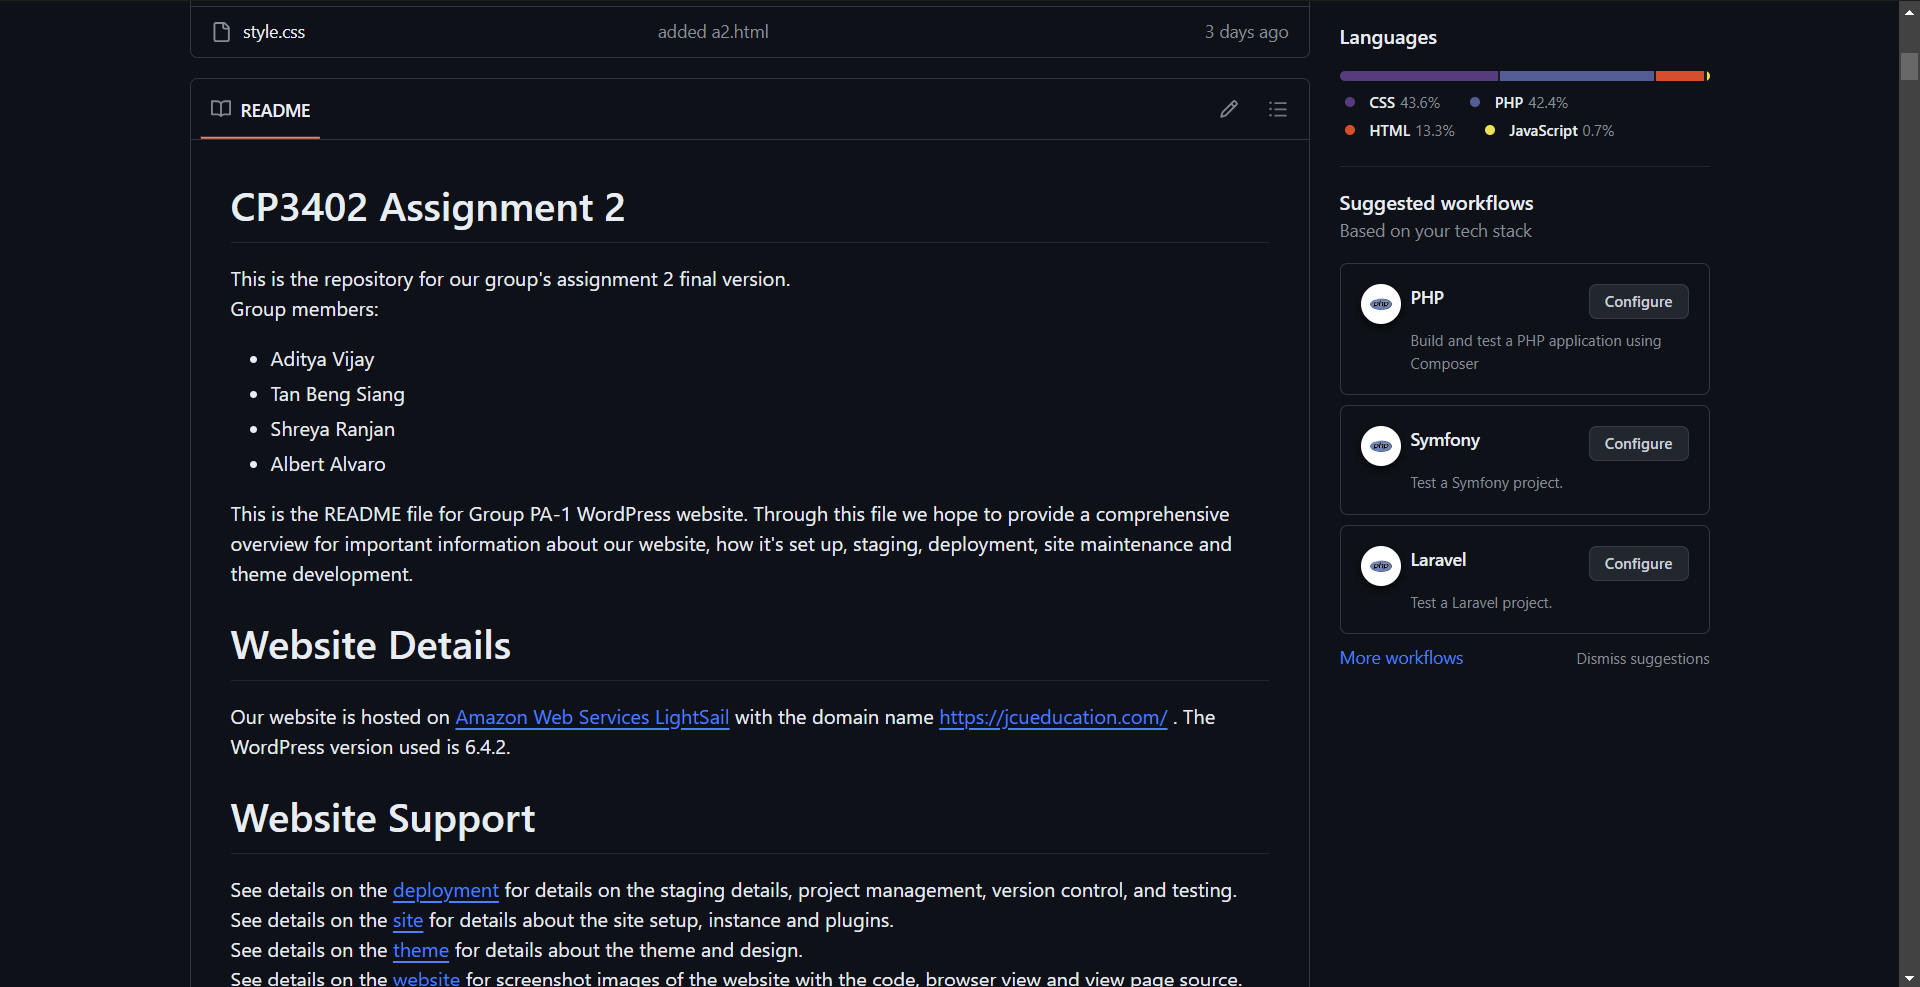 style.css added a2.html 3 days ago
README
CP3402 Assignment 2
This is the repository for our group's assignment 2 final version.
Group members:
• Aditya Vijay
• Tan Beng Siang
• Shreya Ranjan
• Albert Alvaro
This is the README file for Group PA-1 WordPress website. Through this file we hope to provide a comprehensive
overview for important information about our website, how it's set up, staging, deployment, site maintenance and
theme development.
Website Details
Our website is hosted on Amazon Web Services LightSail with the domain name https://jcueducation.com/ . The
WordPress version used is 6.4.2.
Website Support
See details on the deployment for details on the staging details, project management, version control, and testing.
See details on the site for details about the site setup, instance and plugins.
See details on the theme for details about the theme and design.
See details on the website for screenshot images of the website with the code, browser view and view page source.
Languages
CSS 43.6% PHP 42.4%
HTML 13.3% JavaScript 0.7%
Suggested workflows
Based on your tech stack
php PHP Configure
Build and test a PHP application using
Composer
php Symfony Configure
Test a Symfony project.
php Laravel Configure
Test a Laravel project.
More workflows Dismiss suggestions